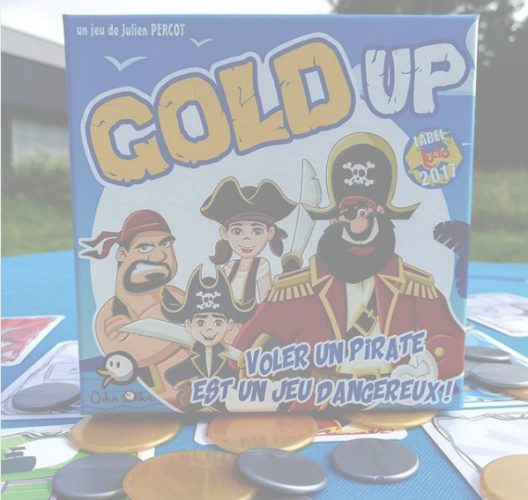 un jeu de Julien PERCOT
GOLD UP
LABEL
Ludo
2017
VOLER UN PIRATE
EST UN JEU DANGEREUX !
Oika Oika